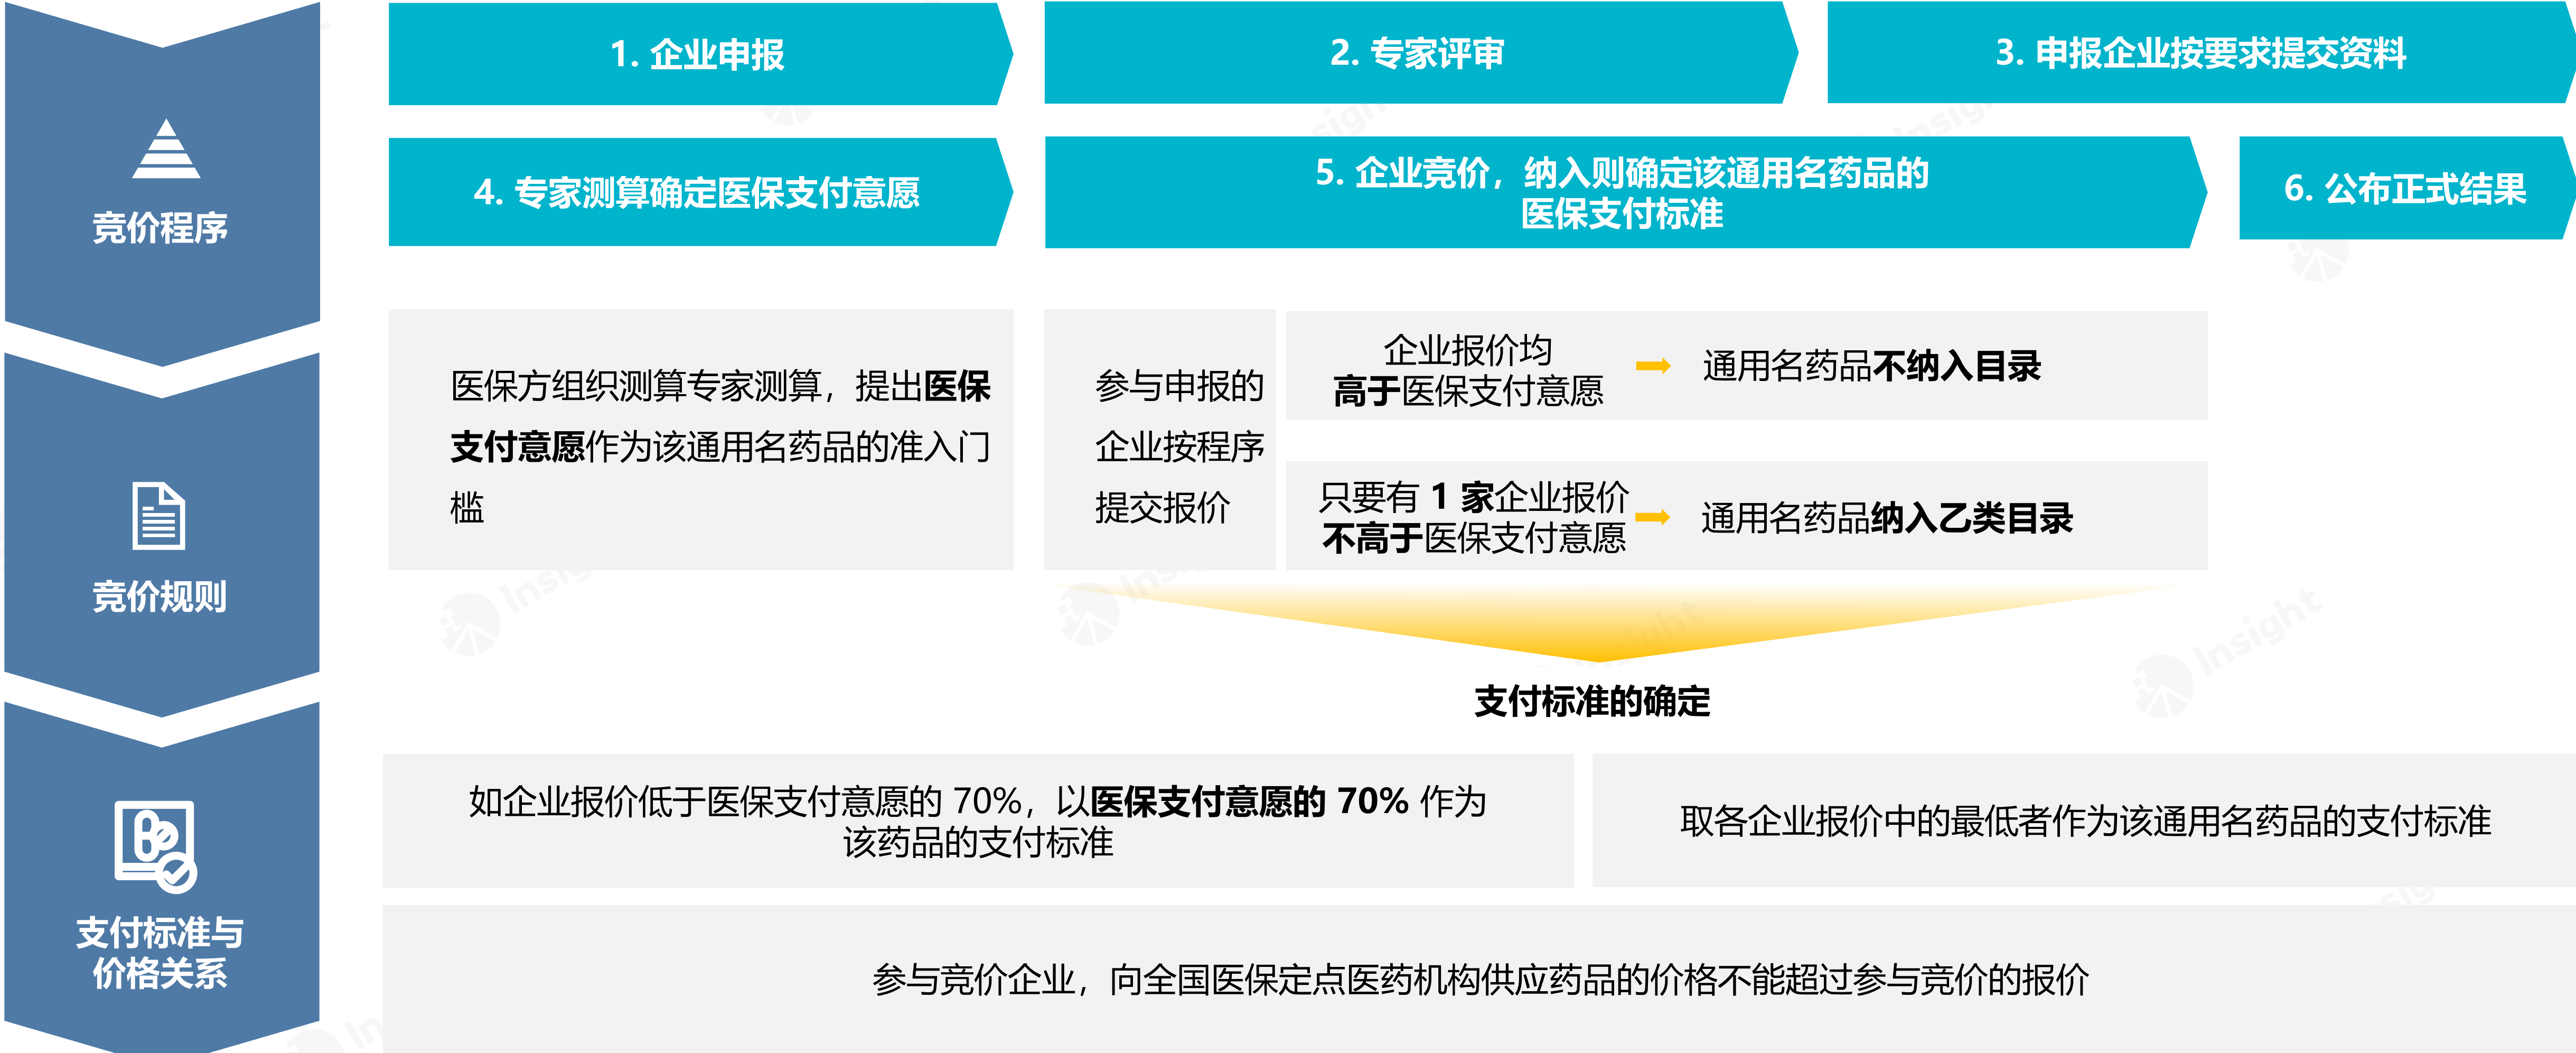 竞价程序
1. 企业申报
2. 专家评审
3. 申报企业按要求提交资料
4. 专家测算确定医保支付意愿
5. 企业竞价，纳入则确定该通用名药品的
医保支付标准
6. 公布正式结果
竞价规则
医保方组织测算专家测算，提出医保
支付意愿作为该通用名药品的准入门
槛
参与申报的
企业按程序
提交报价
企业报价均
高于医保支付意愿
通用名药品不纳入目录
只要有 1 家企业报价
不高于医保支付意愿
通用名药品纳入乙类目录
支付标准的确定
支付标准与
价格关系
如企业报价低于医保支付意愿的 70%，以医保支付意愿的 70% 作为
该药品的支付标准
取各企业报价中的最低者作为该通用名药品的支付标准
参与竞价企业，向全国医保定点医药机构供应药品的价格不能超过参与竞价的报价
Insight
Insight